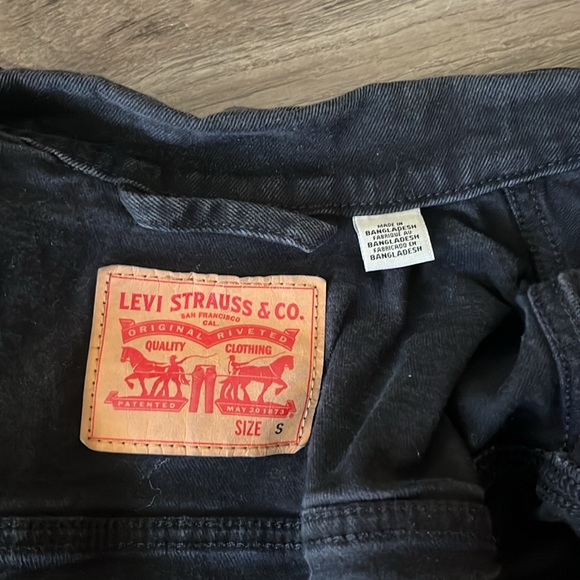 MADE IN
BANGLADESH
FABRIQUÉ AU
BANGLADESH
FABRICADO EN
BANGLADESH
LEVI STRAUSS & CO.
SAN FRANCISCO
CAL.
ORIGINAL RIVETED
QUALITY CLOTHING
PATENTED MAY 20 1873
SIZE S